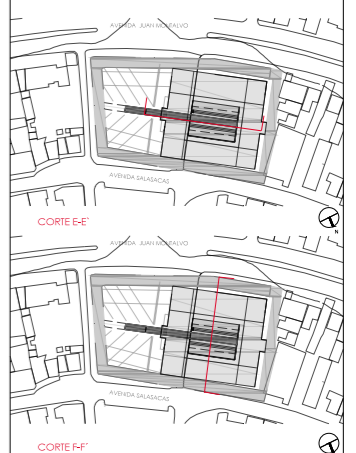 AVENIDA JUAN MONTALVO
AVENIDA SALASACAS
CORTE E-E'
N
AVENIDA JUAN MONTALVO
AVENIDA SALASACAS
CORTE F-F'